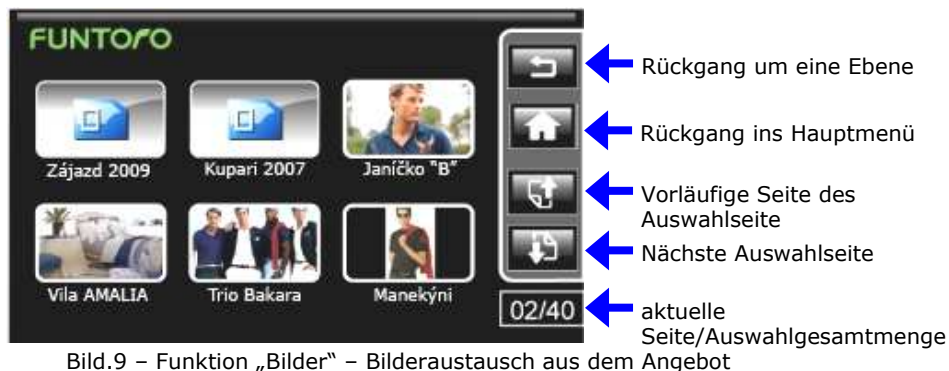 FUNTORO
Rückgang um eine Ebene
Rückgang ins Hauptmenü
Zájazd 2009
Kupari 2007
Janíčko "B"
Vorläufige Seite des
Auswahlseite
Nächste Auswahlseite
Vila AMALIA
Trio Bakara
Manekýni
02/40
aktuelle
Seite/Auswahlgesamtmenge
Bild.9 – Funktion „Bilder“ – Bilderaustausch aus dem Angebot